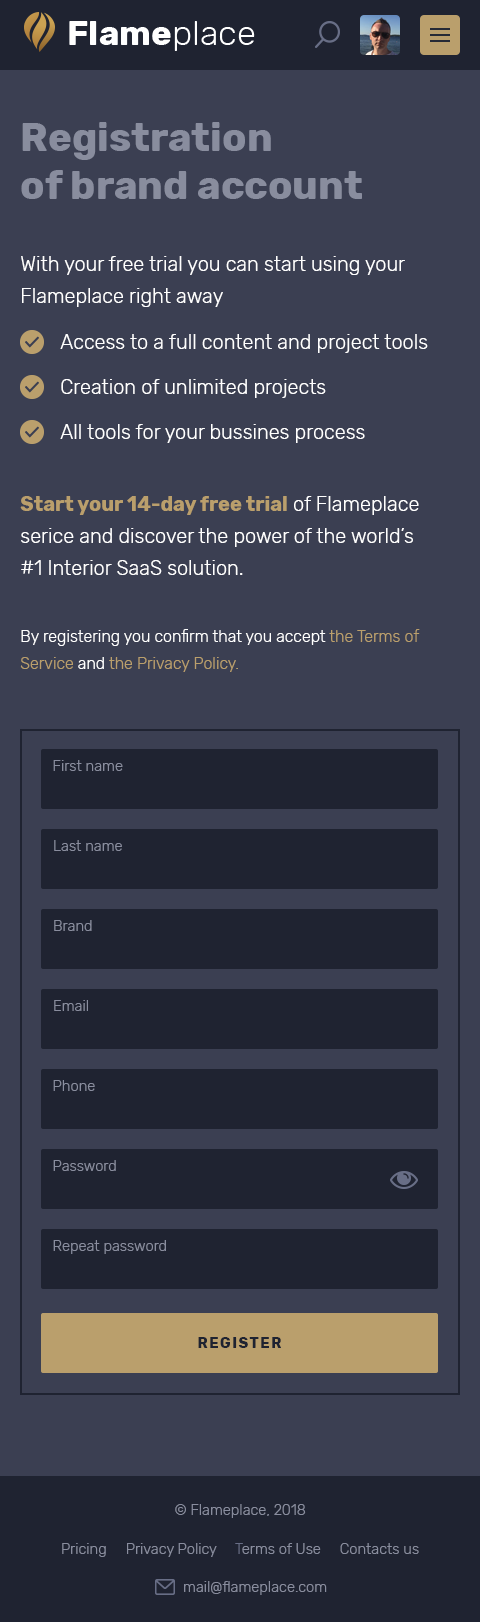 Flameplace
Registration
of brand account
With your free trial you can start using your
Flameplace right away
Access to a full content and project tools
Creation of unlimited projects
All tools for your bussines process
Start your 14-day free trial of Flameplace
serice and discover the power of the world’s
#1 Interior SaaS solution.
By registering you confirm that you accept the Terms of
Service and the Privacy Policy.
First name
Last name
Brand
Email
Phone
Password
Repeat password
REGISTER
© Flameplace, 2018
Pricing Privacy Policy Terms of Use Contacts us
mail@flameplace.com